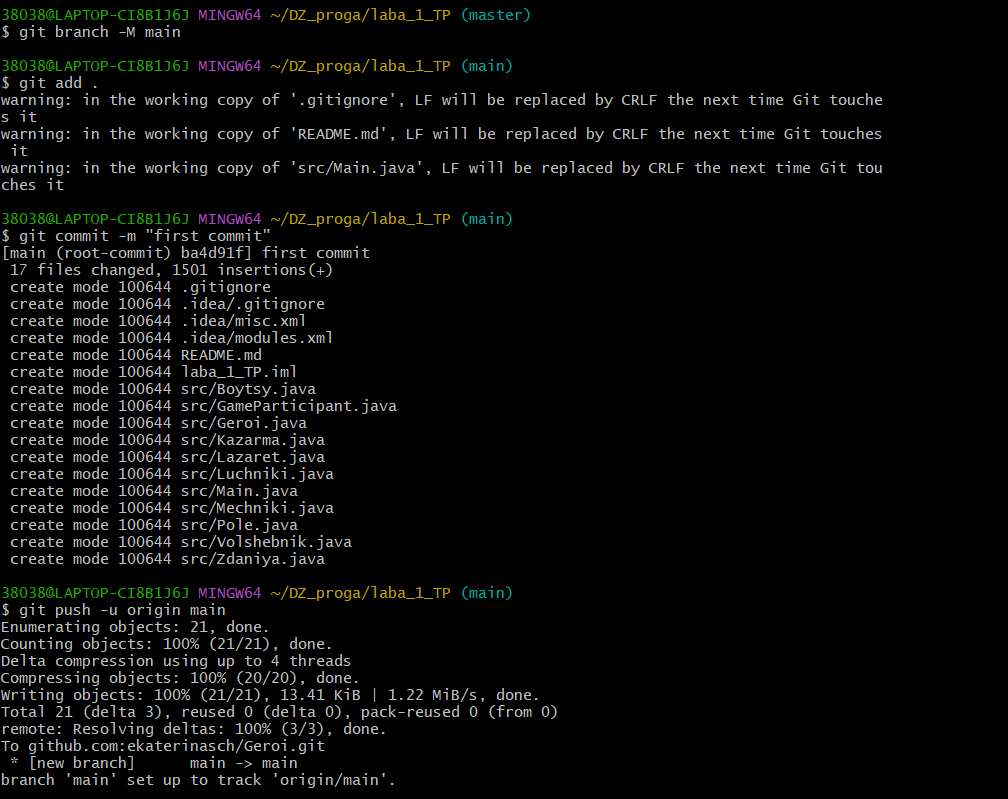 38038@LAPTOP-CI8B1J6J MINGW64 ~/DZ_proga/laba_1_TP (master)
$ git branch -M main
38038@LAPTOP-CI8B1J6J MINGW64 ~/DZ_proga/laba_1_TP (main)
$ git add .
warning: in the working copy of '.gitignore', LF will be replaced by CRLF the next time Git touche
s it
warning: in the working copy of 'README.md', LF will be replaced by CRLF the next time Git touches
 it
warning: in the working copy of 'src/Main.java', LF will be replaced by CRLF the next time Git tou
ches it
38038@LAPTOP-CI8B1J6J MINGW64 ~/DZ_proga/laba_1_TP (main)
$ git commit -m "first commit"
[main (root-commit) ba4d91f] first commit
 17 files changed, 1501 insertions(+)
 create mode 100644 .gitignore
 create mode 100644 .idea/.gitignore
 create mode 100644 .idea/misc.xml
 create mode 100644 .idea/modules.xml
 create mode 100644 README.md
 create mode 100644 laba_1_TP.iml
 create mode 100644 src/Boytsy.java
 create mode 100644 src/GameParticipant.java
 create mode 100644 src/Geroi.java
 create mode 100644 src/Kazarma.java
 create mode 100644 src/Lazaret.java
 create mode 100644 src/Luchniki.java
 create mode 100644 src/Main.java
 create mode 100644 src/Mechniki.java
 create mode 100644 src/Pole.java
 create mode 100644 src/Volshebnik.java
 create mode 100644 src/Zdaniya.java
38038@LAPTOP-CI8B1J6J MINGW64 ~/DZ_proga/laba_1_TP (main)
$ git push -u origin main
Enumerating objects: 21, done.
Counting objects: 100% (21/21), done.
Delta compression using up to 4 threads
Compressing objects: 100% (20/20), done.
Writing objects: 100% (21/21), 13.41 KiB | 1.22 MiB/s, done.
Total 21 (delta 3), reused 0 (delta 0), pack-reused 0 (from 0)
remote: Resolving deltas: 100% (3/3), done.
To github.com:ekaterinasch/Geroi.git
 * [new branch]      main -> main
branch 'main' set up to track 'origin/main'.